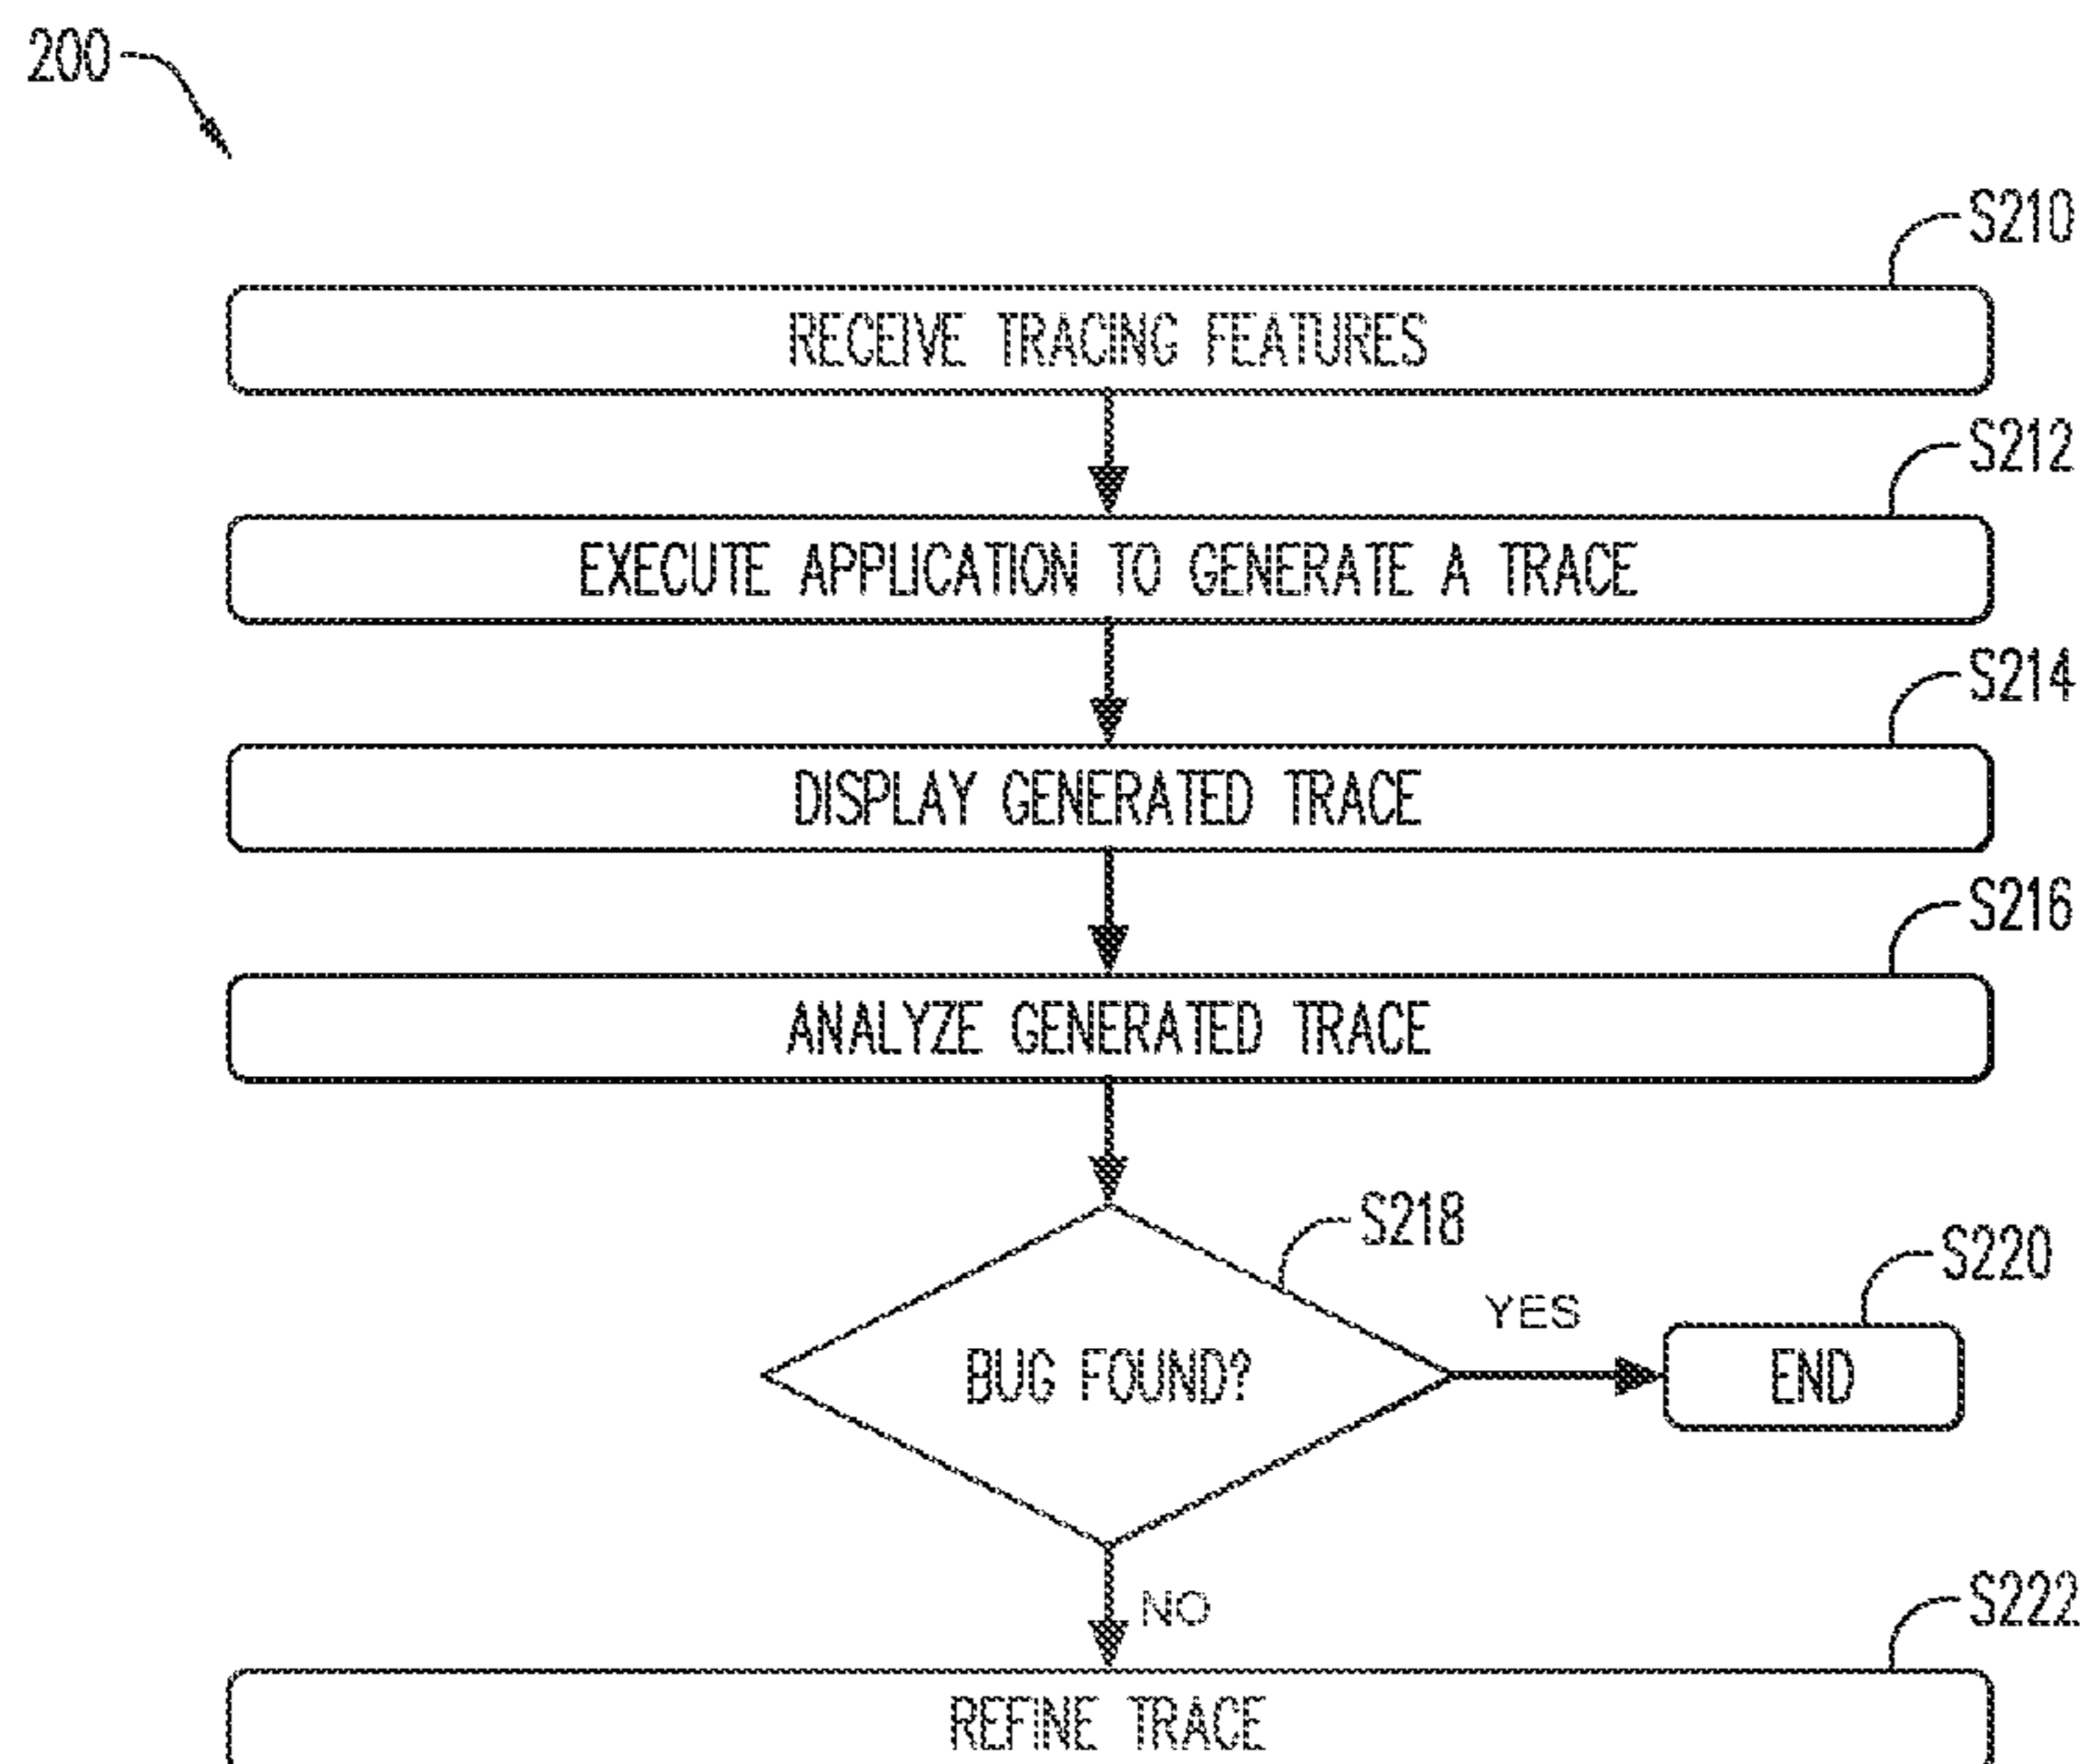 200
S210
RECEIVE TRACING FEATURES
S212
EXECUTE APPLICATION TO GENERATE A TRACE
S214
DISPLAY GENERATED TRACE
S216
ANALYZE GENERATED TRACE
S218
S220
YES
BUG FOUND?
END
NO
S222
REFINE TRACE